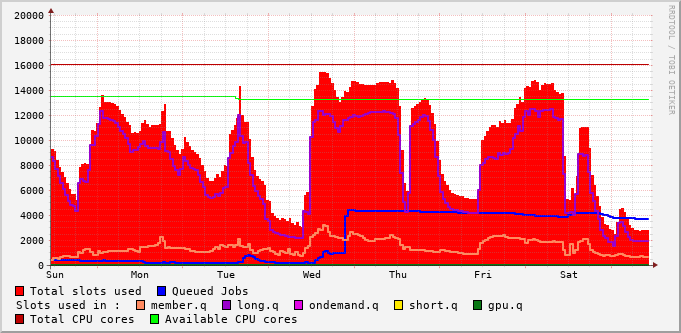 20000
18000
16000
14000
12000
10000
8000
6000
4000
2000
0
Sun Mon Tue Wed Thu Fri Sat
Total slots used Queued Jobs
Slots used in : member.q long.q ondemand.q short.q gpu.q
Total CPU cores Available CPU cores
RRDTOOL / TOBI OETIKER